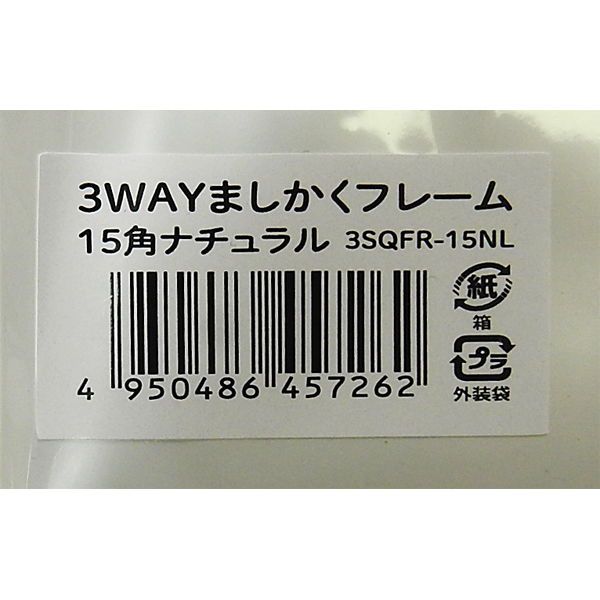 3WAYましかくフレーム
15角ナチュラル 3SQFR-15NL
紙
箱
プラ
外装袋
4 950486 457262